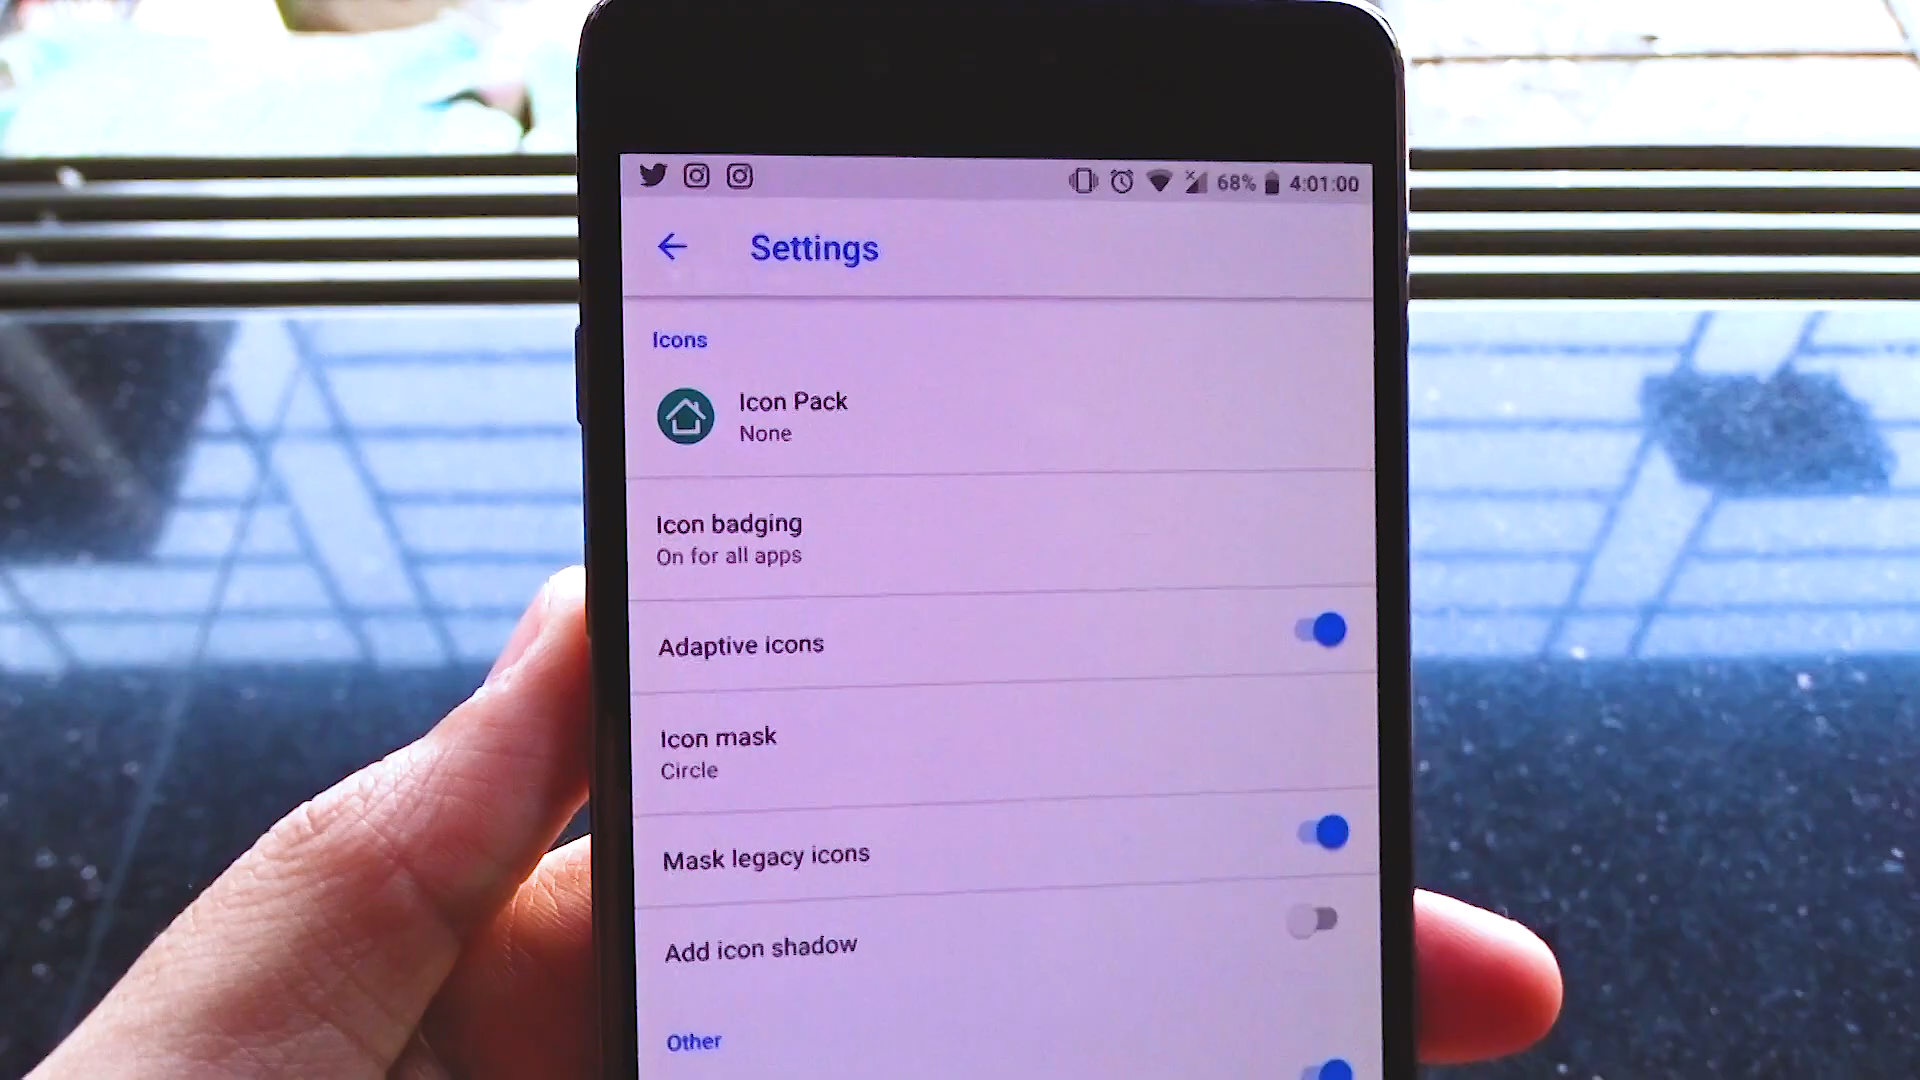 68% 4:01:00
Settings
Icons
Icon Pack
None
Icon badging
On for all apps
Adaptive icons
Icon mask
Circle
Mask legacy icons
Add icon shadow
Other